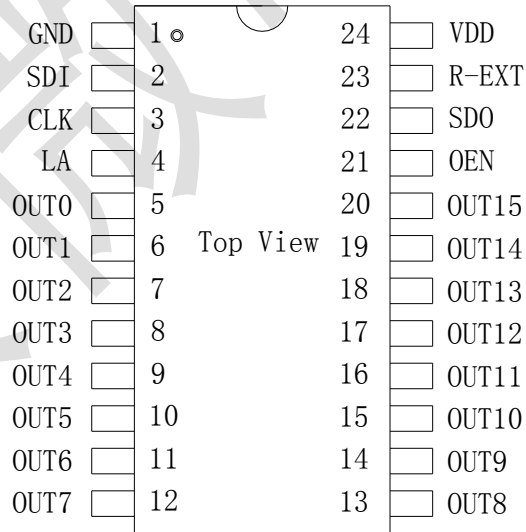 GND 1 24 VDD
SDI 2 23 R-EXT
CLK 3 22 SDO
LA 4 21 OEN
OUT0 5 20 OUT15
OUT1 6 Top View 19 OUT14
OUT2 7 18 OUT13
OUT3 8 17 OUT12
OUT4 9 16 OUT11
OUT5 10 15 OUT10
OUT6 11 14 OUT9
OUT7 12 13 OUT8